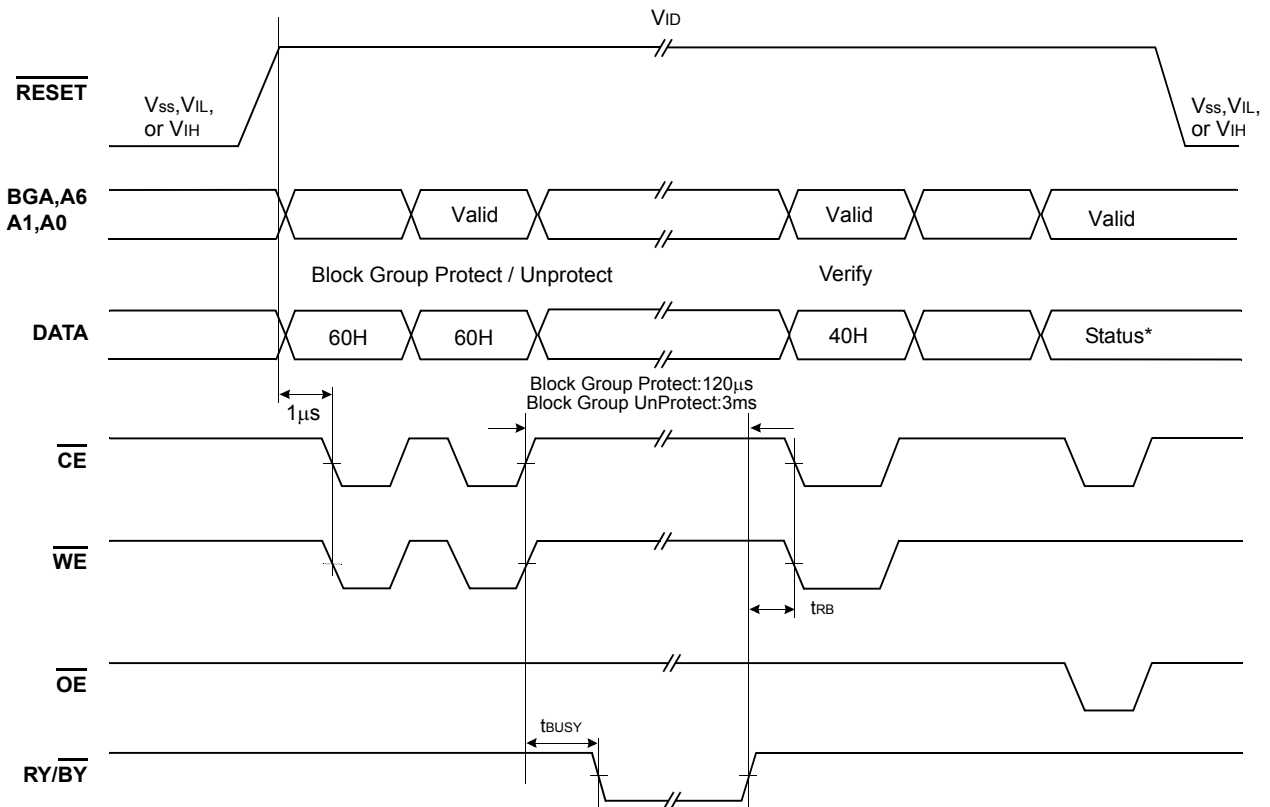 VID
RESET
Vss,VIL,
or VIH
Vss,VIL,
or VIH
BGA,A6
A1,A0
Valid
Valid
Valid
Block Group Protect / Unprotect
Verify
DATA
60H
60H
40H
Status*
Block Group Protect:120μs
Block Group UnProtect:3ms
1μs
CE
WE
tRB
OE
tBUSY
RY/BY